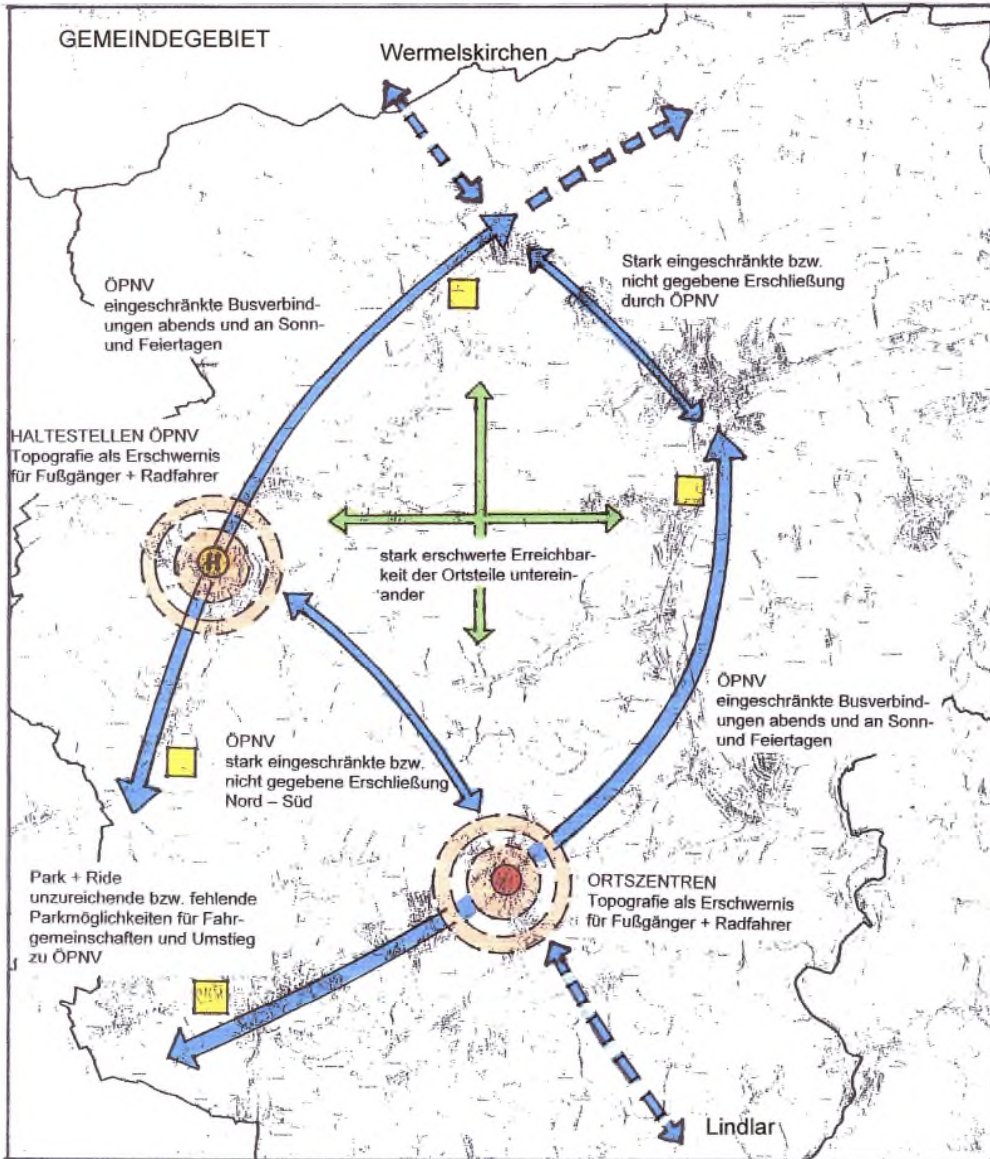 GEMEINDEGEBIET
Wermelskirchen
Stark eingeschränkte bzw.
nicht gegebene Erschließung
durch ÖPNV
ÖPNV
eingeschränkte Busverbind-
ungen abends und an Sonn-
und Feiertagen
HALTESTELLEN ÖPNV
Topografie als Erschwernis
für Fußgänger + Radfahrer
H
stark erschwerte Erreichbar-
keit der Ortsteile unterein-
ander
ÖPNV
eingeschränkte Busverbind-
ungen abends und an Sonn-
und Feiertagen
ÖPNV
stark eingeschränkte bzw.
nicht gegebene Erschließung
Nord – Süd
Park + Ride
unzureichende bzw. fehlende
Parkmöglichkeiten für Fahr-
gemeinschaften und Umstieg
zu ÖPNV
ORTSZENTREN
Topografie als Erschwernis
für Fußgänger + Radfahrer
Lindlar